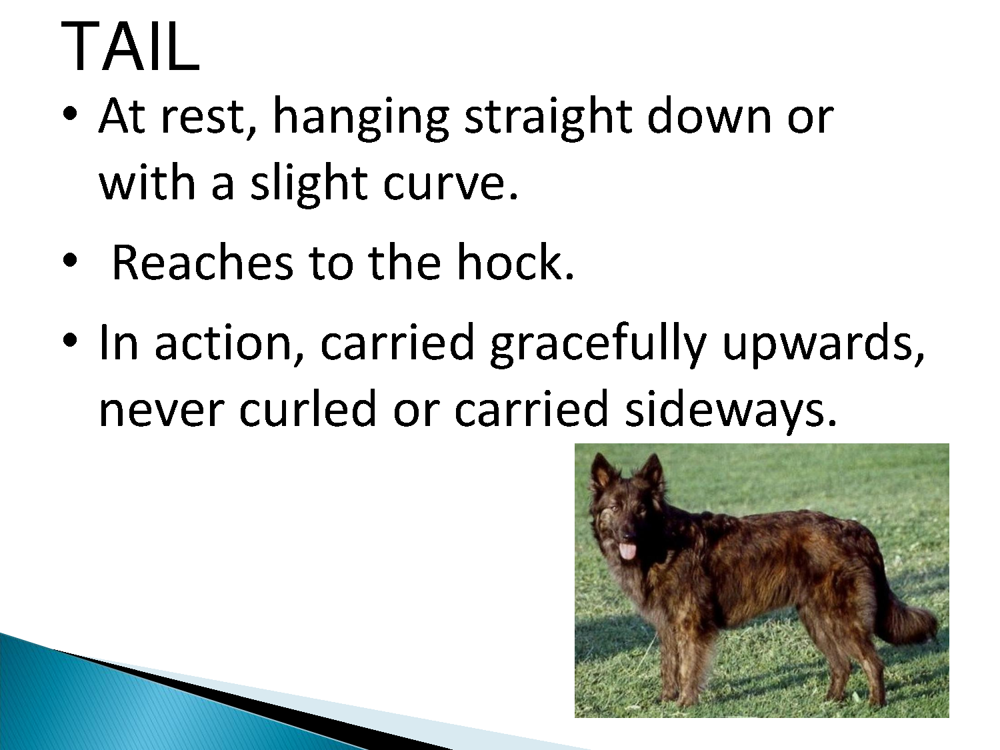 TAIL
• At rest, hanging straight down or
with a slight curve.
• Reaches to the hock.
• In action, carried gracefully upwards,
never curled or carried sideways.